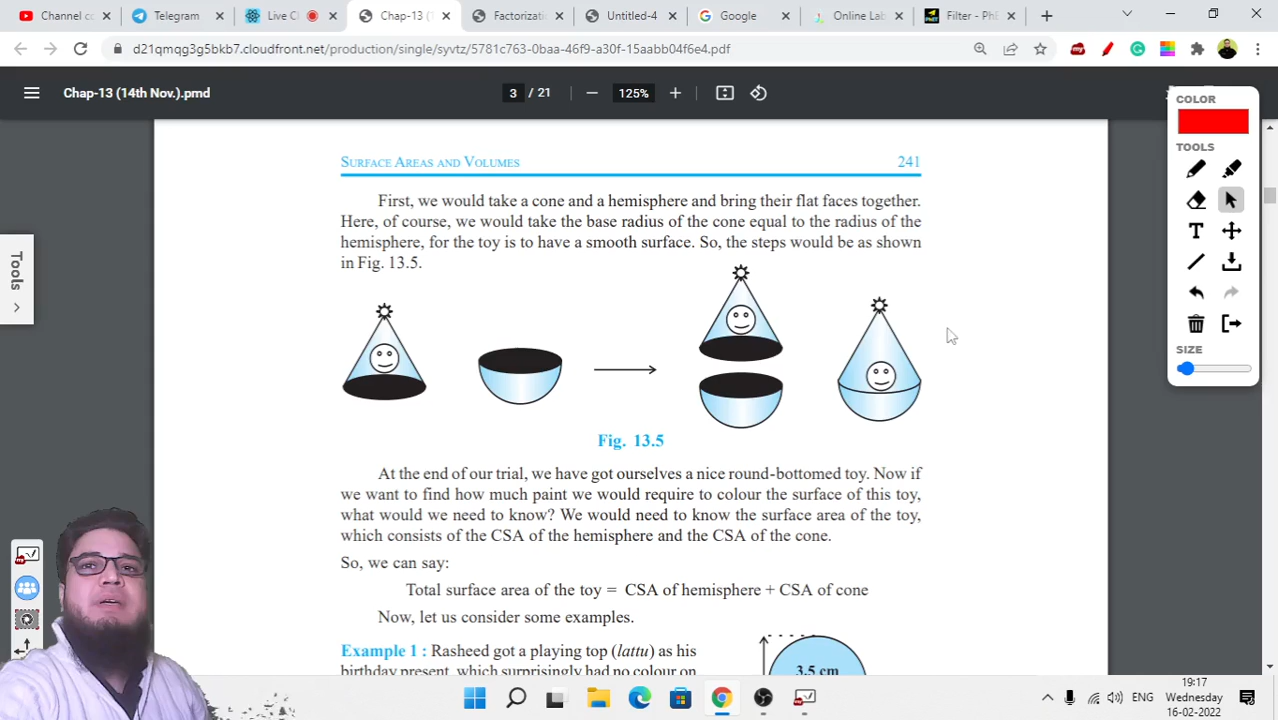 Channel co
Telegram
Live Cl
Chap-13 (1
Factorizatio
Untitled-4
Google
Online Lab
Filter - PhE
d21qmqg3g5bkb7.cloudfront.net/production/single/syvtz/5781c763-0baa-46f9-a30f-15aabb04f6e4.pdf
Chap-13 (14th Nov.).pmd
3 / 21
125%
COLOR
TOOLS
SIZE
Tools
SURFACE AREAS AND VOLUMES 241
First, we would take a cone and a hemisphere and bring their flat faces together.
Here, of course, we would take the base radius of the cone equal to the radius of the
hemisphere, for the toy is to have a smooth surface. So, the steps would be as shown
in Fig. 13.5.
Fig. 13.5
At the end of our trial, we have got ourselves a nice round-bottomed toy. Now if
we want to find how much paint we would require to colour the surface of this toy,
what would we need to know? We would need to know the surface area of the toy,
which consists of the CSA of the hemisphere and the CSA of the cone.
So, we can say:
Total surface area of the toy = CSA of hemisphere + CSA of cone
Now, let us consider some examples.
Example 1 : Rasheed got a playing top (lattu) as his
birthday present, which surprisingly had no colour on
3.5 cm
ENG
19:17
Wednesday
16-02-2022